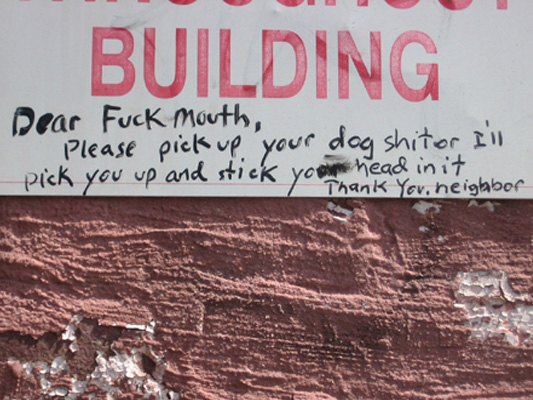 BUILDING
Dear Fuck Mouth,
Please pick up your dog shit or I'll
pick you up and stick your head in it
Thank You, neighbor